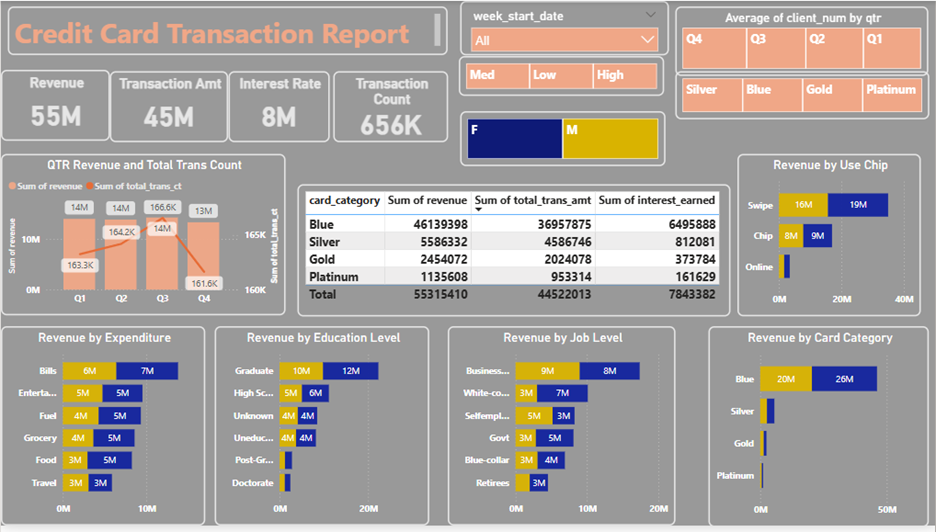 Credit Card Transaction Report
week_start_date
All
Med Low High
F M
Average of client_num by qtr
Q4 Q3 Q2 Q1
Silver Blue Gold Platinum
Revenue
55M
Transaction Amt
45M
Interest Rate
8M
Transaction
Count
656K
QTR Revenue and Total Trans Count
Sum of revenue Sum of total_trans_ct
Sum of revenue
10M
0M
14M 14M 166.6K 13M
163.3K 164.2K 14M 161.6K
Q1 Q2 Q3 Q4
165K
160K
Sum of total_trans_ct
card_category Sum of revenue Sum of total_trans_amt Sum of interest_earned
Blue 46139398 36957875 6495888
Silver 5586332 4586746 812081
Gold 2454072 2024078 373784
Platinum 1135608 953314 161629
Total 55315410 44522013 7843382
Revenue by Use Chip
Swipe 16M 19M
Chip 8M 9M
Online
0M 20M 40M
Revenue by Expenditure
Bills 6M 7M
Enterta... 5M 5M
Fuel 4M 5M
Grocery 4M 5M
Food 3M 5M
Travel 3M 3M
0M 10M
Revenue by Education Level
Graduate 10M 12M
High Sc... 5M 6M
Unknown 4M 4M
Uneduc... 4M 4M
Post-Gr...
Doctorate
0M 20M
Revenue by Job Level
Business... 9M 8M
White-co... 3M 7M
Selfempl... 5M 3M
Govt 3M 5M
Blue-collar 3M 4M
Retirees 3M
0M 10M 20M
Revenue by Card Category
Blue 20M 26M
Silver
Gold
Platinum
0M 50M